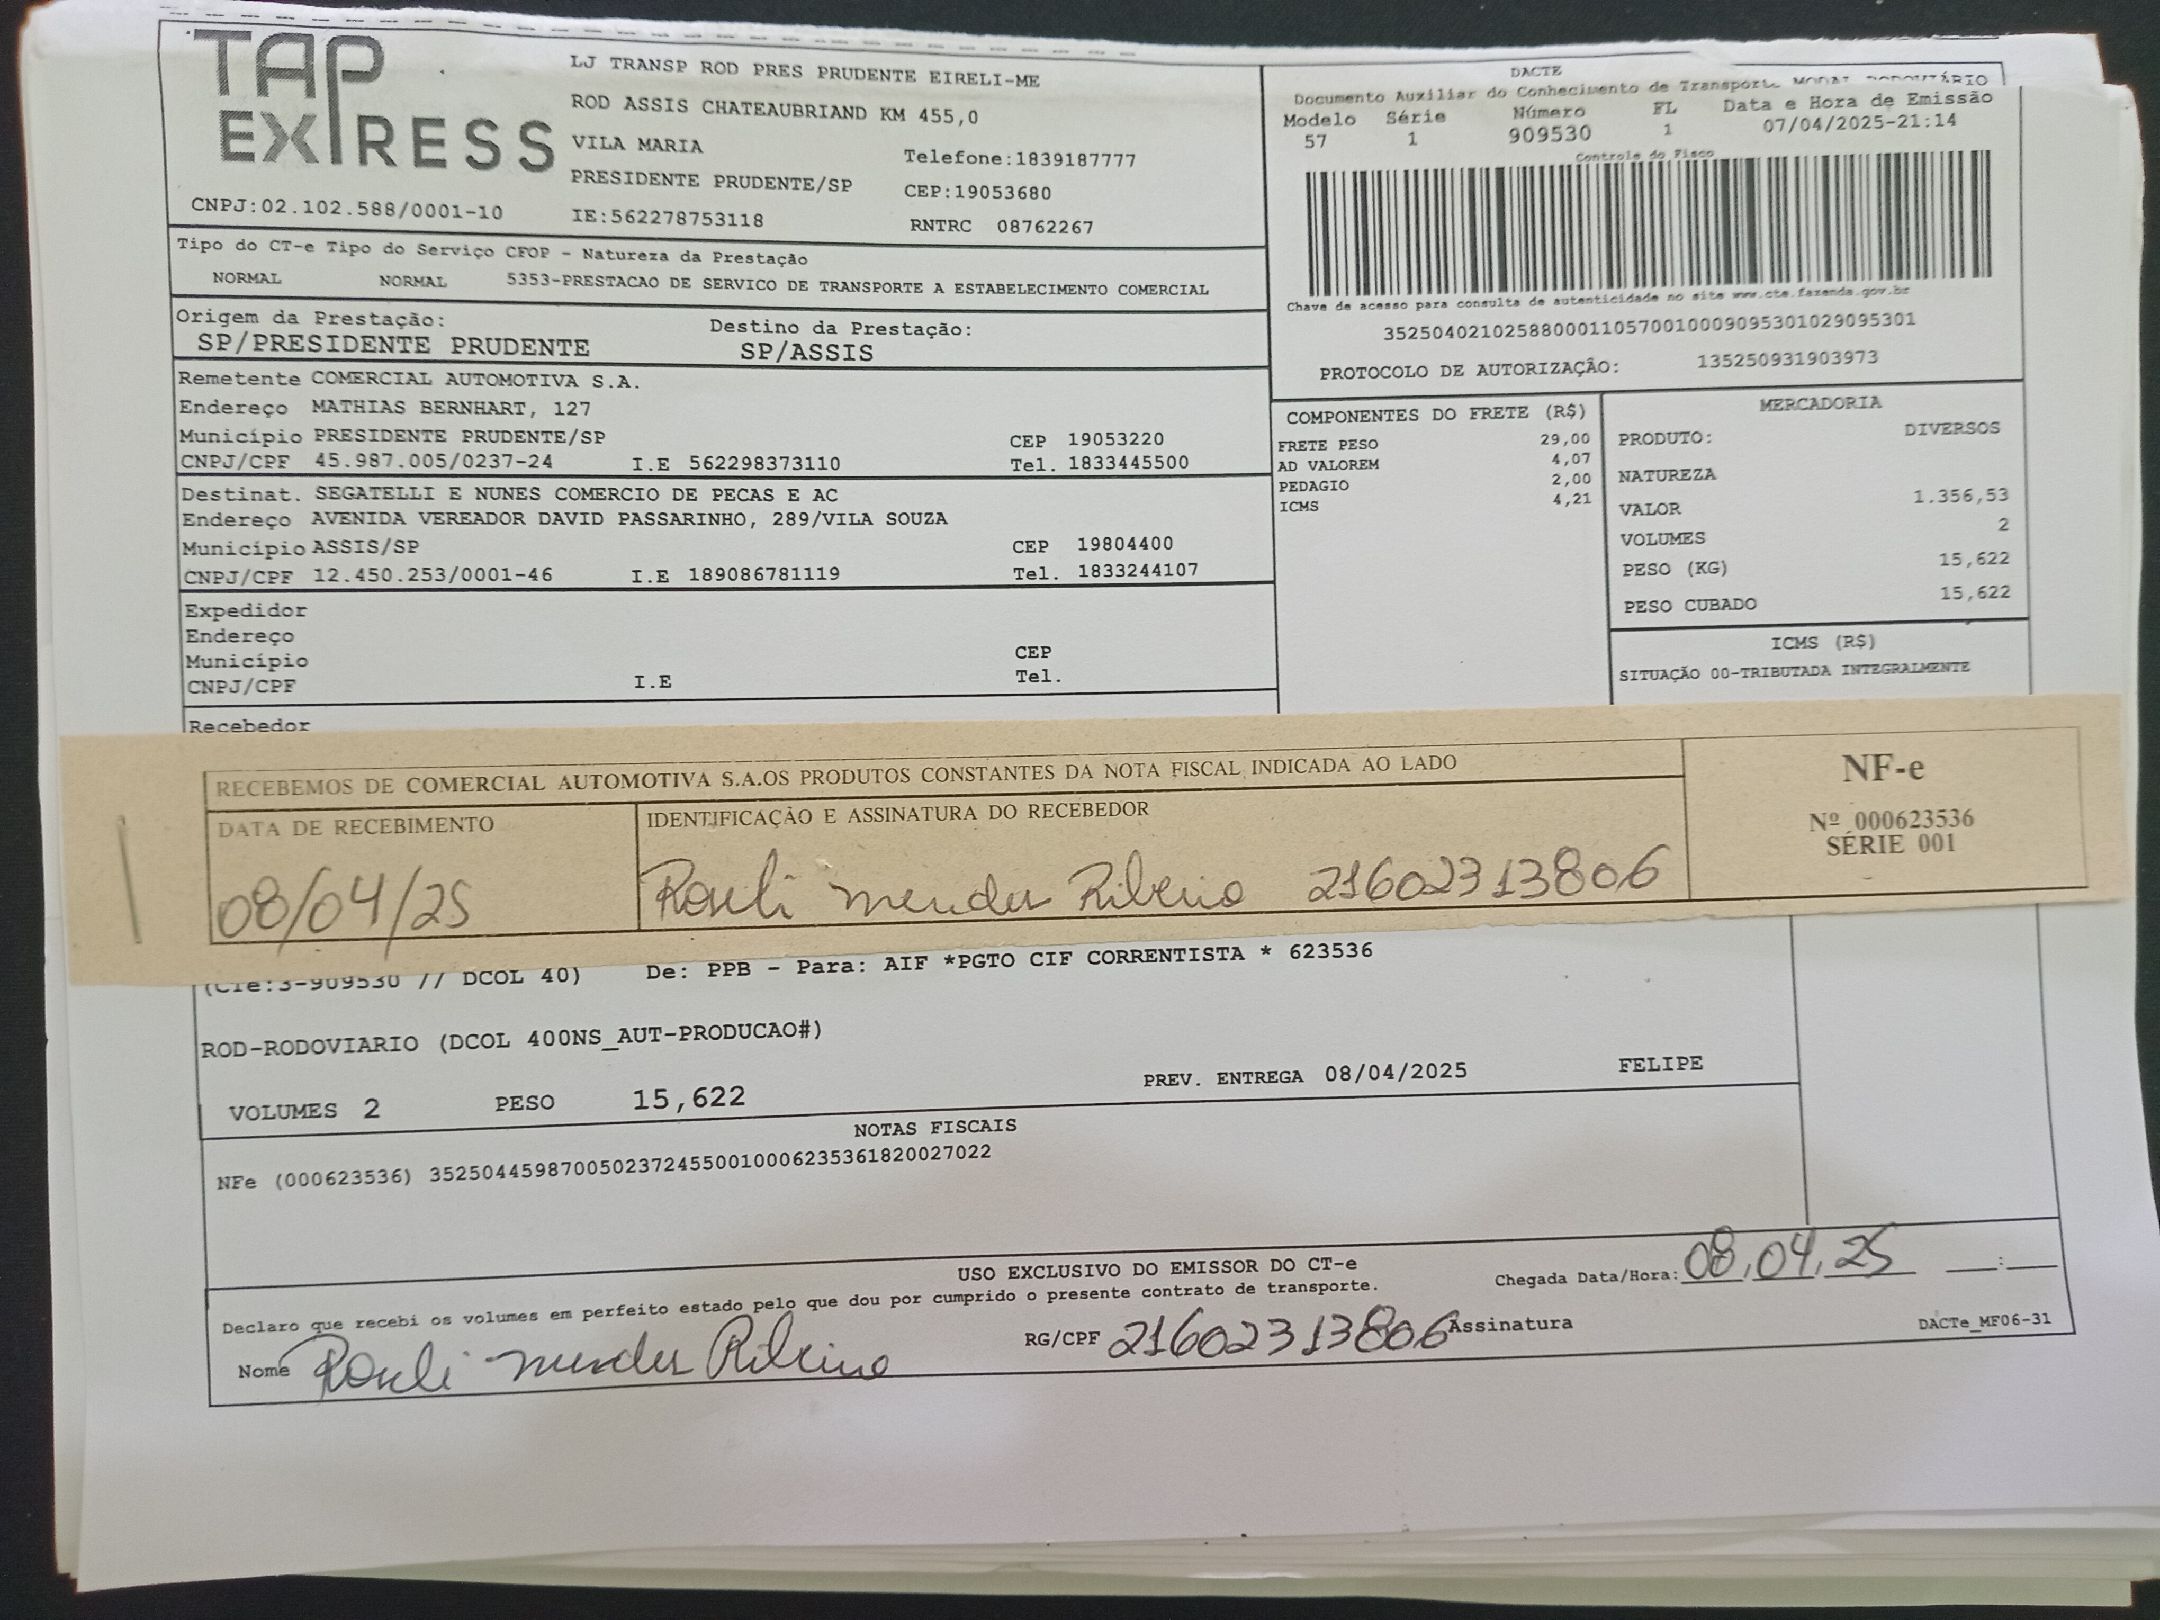 TAP EXPRESS
LJ TRANSP ROD PRES PRUDENTE EIRELI-ME
ROD ASSIS CHATEAUBRIAND KM 455,0
VILA MARIA
Telefone:1839187777
PRESIDENTE PRUDENTE/SP CEP:19053680
CNPJ:02.102.588/0001-10 IE:562278753118 RNTRC 08762267
DACTE
Documento Auxiliar do Conhecimento de Transporte MODAL RODOVIÁRIO
Modelo Série Número FL Data e Hora de Emissão
57 1 909530 1 07/04/2025-21:14
Controle do Fisco
Chave de acesso para consulta de autenticidade no site www.cte.fazenda.gov.br
35250402102588000110570010009095301029095301
PROTOCOLO DE AUTORIZAÇÃO: 135250931903973
Tipo do CT-e Tipo do Serviço CFOP - Natureza da Prestação
NORMAL NORMAL 5353-PRESTACAO DE SERVICO DE TRANSPORTE A ESTABELECIMENTO COMERCIAL
Origem da Prestação: Destino da Prestação:
SP/PRESIDENTE PRUDENTE SP/ASSIS
Remetente COMERCIAL AUTOMOTIVA S.A.
Endereço MATHIAS BERNHART, 127
Município PRESIDENTE PRUDENTE/SP CEP 19053220
CNPJ/CPF 45.987.005/0237-24 I.E 562298373110 Tel. 1833445500
Destinat. SEGATELLI E NUNES COMERCIO DE PECAS E AC
Endereço AVENIDA VEREADOR DAVID PASSARINHO, 289/VILA SOUZA
Município ASSIS/SP CEP 19804400
CNPJ/CPF 12.450.253/0001-46 I.E 189086781119 Tel. 1833244107
Expedidor
Endereço
Município CEP
CNPJ/CPF I.E Tel.
Recebedor
COMPONENTES DO FRETE (R$)
FRETE PESO 29,00
AD VALOREM 4,07
PEDAGIO 2,00
ICMS 4,21
MERCADORIA
PRODUTO: DIVERSOS
NATUREZA
VALOR 1.356,53
VOLUMES 2
PESO (KG) 15,622
PESO CUBADO 15,622
ICMS (R$)
SITUAÇÃO 00-TRIBUTADA INTEGRALMENTE
RECEBEMOS DE COMERCIAL AUTOMOTIVA S.A.OS PRODUTOS CONSTANTES DA NOTA FISCAL INDICADA AO LADO
DATA DE RECEBIMENTO IDENTIFICAÇÃO E ASSINATURA DO RECEBEDOR
08/04/25 Roseli Mendes Ribeiro 21602313806
NF-e
Nº 000623536
SÉRIE 001
(CTe:3-909530 // DCOL 40) De: PPB - Para: AIF *PGTO CIF CORRENTISTA * 623536
ROD-RODOVIARIO (DCOL 400NS_AUT-PRODUCAO#)
VOLUMES 2 PESO 15,622 PREV. ENTREGA 08/04/2025 FELIPE
NOTAS FISCAIS
NFe (000623536) 35250445987005023724550010006235361820027022
USO EXCLUSIVO DO EMISSOR DO CT-e
Declaro que recebi os volumes em perfeito estado pelo que dou por cumprido o presente contrato de transporte.
Chegada Data/Hora: 08,04,25 __:__
Nome Roseli Mendes Ribeiro RG/CPF 21602313806 Assinatura
DACTe_MF06-31